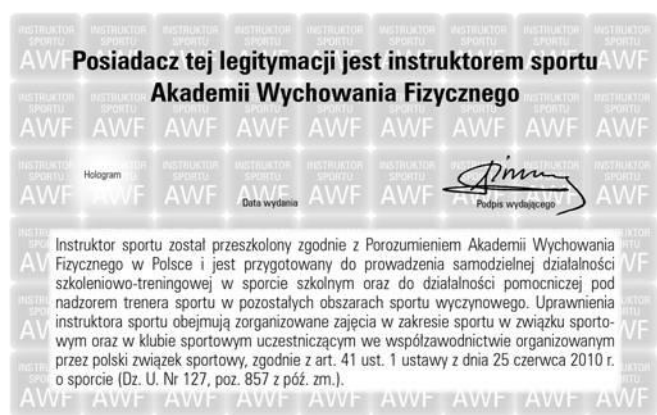 Posiadacz tej legitymacji jest instruktorem sportu
Akademii Wychowania Fizycznego
Hologram
Data wydania
Podpis wydającego
Instruktor sportu został przeszkolony zgodnie z Porozumieniem Akademii Wychowania
Fizycznego w Polsce i jest przygotowany do prowadzenia samodzielnej działalności
szkoleniowo-treningowej w sporcie szkolnym oraz do działalności pomocniczej pod
nadzorem trenera sportu w pozostałych obszarach sportu wyczynowego. Uprawnienia
instruktora sportu obejmują zorganizowane zajęcia w zakresie sportu w związku sporto-
wym oraz w klubie sportowym uczestniczącym we współzawodnictwie organizowanym
przez polski związek sportowy, zgodnie z art. 41 ust. 1 ustawy z dnia 25 czerwca 2010 r.
o sporcie (Dz. U. Nr 127, poz. 857 z póź. zm.).